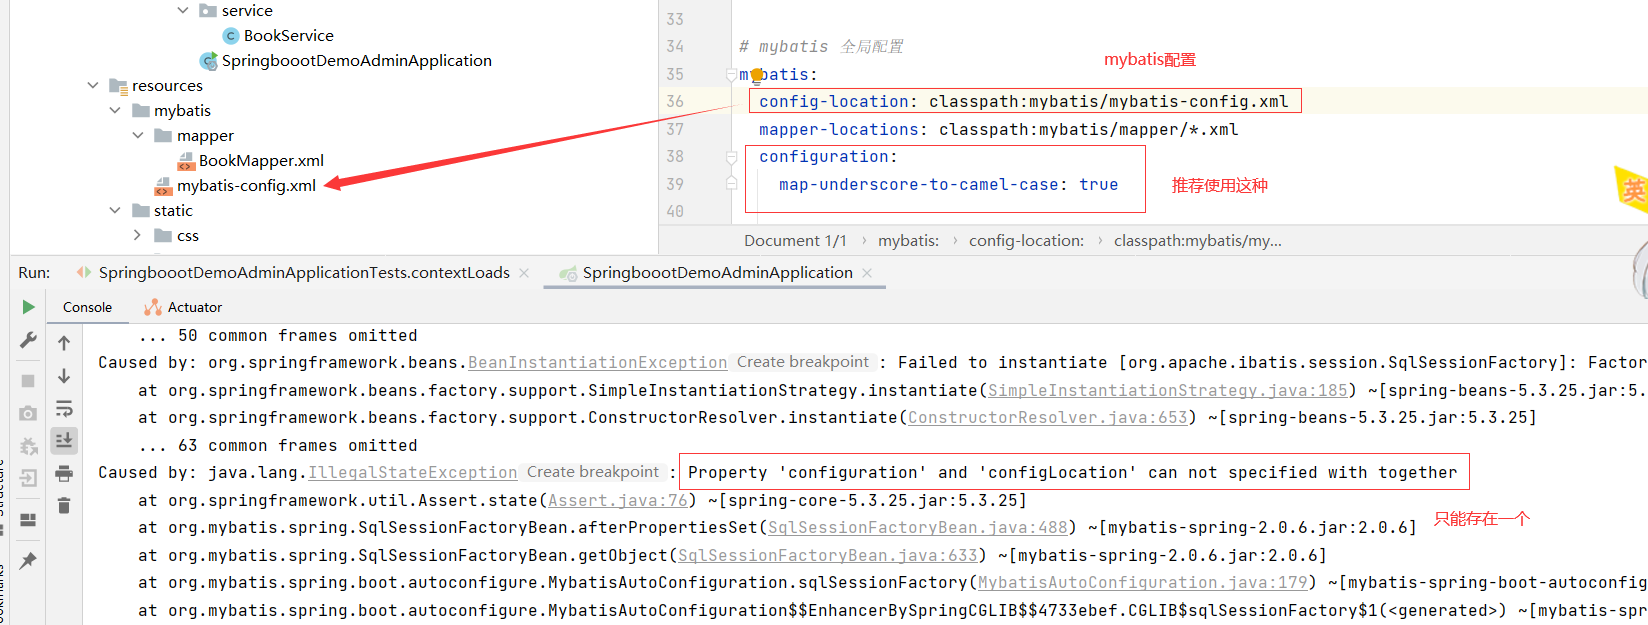 service
BookService
SpringboootDemoAdminApplication
resources
mybatis
mapper
BookMapper.xml
mybatis-config.xml
static
css
33
34 # mybatis 全局配置
mybatis配置
35 mybatis:
36 config-location: classpath:mybatis/mybatis-config.xml
37 mapper-locations: classpath:mybatis/mapper/*.xml
38 configuration:
39 map-underscore-to-camel-case: true
推荐使用这种
英
40
Document 1/1 › mybatis: › config-location: › classpath:mybatis/my...
Run: SpringboootDemoAdminApplicationTests.contextLoads × SpringboootDemoAdminApplication ×
Console Actuator
... 50 common frames omitted
Caused by: org.springframework.beans.BeanInstantiationException Create breakpoint : Failed to instantiate [org.apache.ibatis.session.SqlSessionFactory]: Factor
at org.springframework.beans.factory.support.SimpleInstantiationStrategy.instantiate(SimpleInstantiationStrategy.java:185) ~[spring-beans-5.3.25.jar:5.
at org.springframework.beans.factory.support.ConstructorResolver.instantiate(ConstructorResolver.java:653) ~[spring-beans-5.3.25.jar:5.3.25]
... 63 common frames omitted
Caused by: java.lang.IllegalStateException Create breakpoint : Property 'configuration' and 'configLocation' can not specified with together
at org.springframework.util.Assert.state(Assert.java:76) ~[spring-core-5.3.25.jar:5.3.25]
只能存在一个
at org.mybatis.spring.SqlSessionFactoryBean.afterPropertiesSet(SqlSessionFactoryBean.java:488) ~[mybatis-spring-2.0.6.jar:2.0.6]
at org.mybatis.spring.SqlSessionFactoryBean.getObject(SqlSessionFactoryBean.java:633) ~[mybatis-spring-2.0.6.jar:2.0.6]
at org.mybatis.spring.boot.autoconfigure.MybatisAutoConfiguration.sqlSessionFactory(MybatisAutoConfiguration.java:179) ~[mybatis-spring-boot-autoconfig
at org.mybatis.spring.boot.autoconfigure.MybatisAutoConfiguration$$EnhancerBySpringCGLIB$$4733ebef.CGLIB$sqlSessionFactory$1(<generated>) ~[mybatis-spr